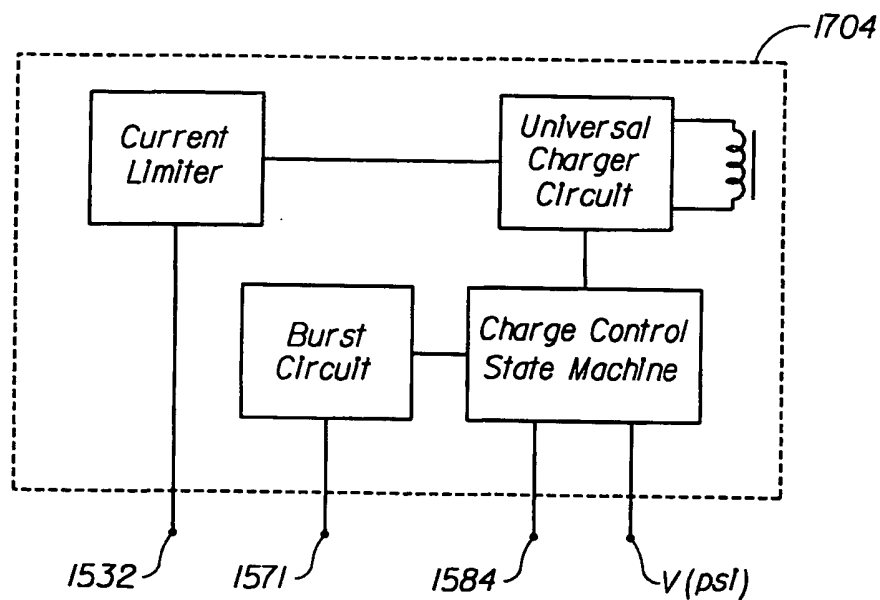 1704
Current
Limiter
Universal
Charger
Circuit
Burst
Circuit
Charge Control
State Machine
1532
1571
1584
V(psi)